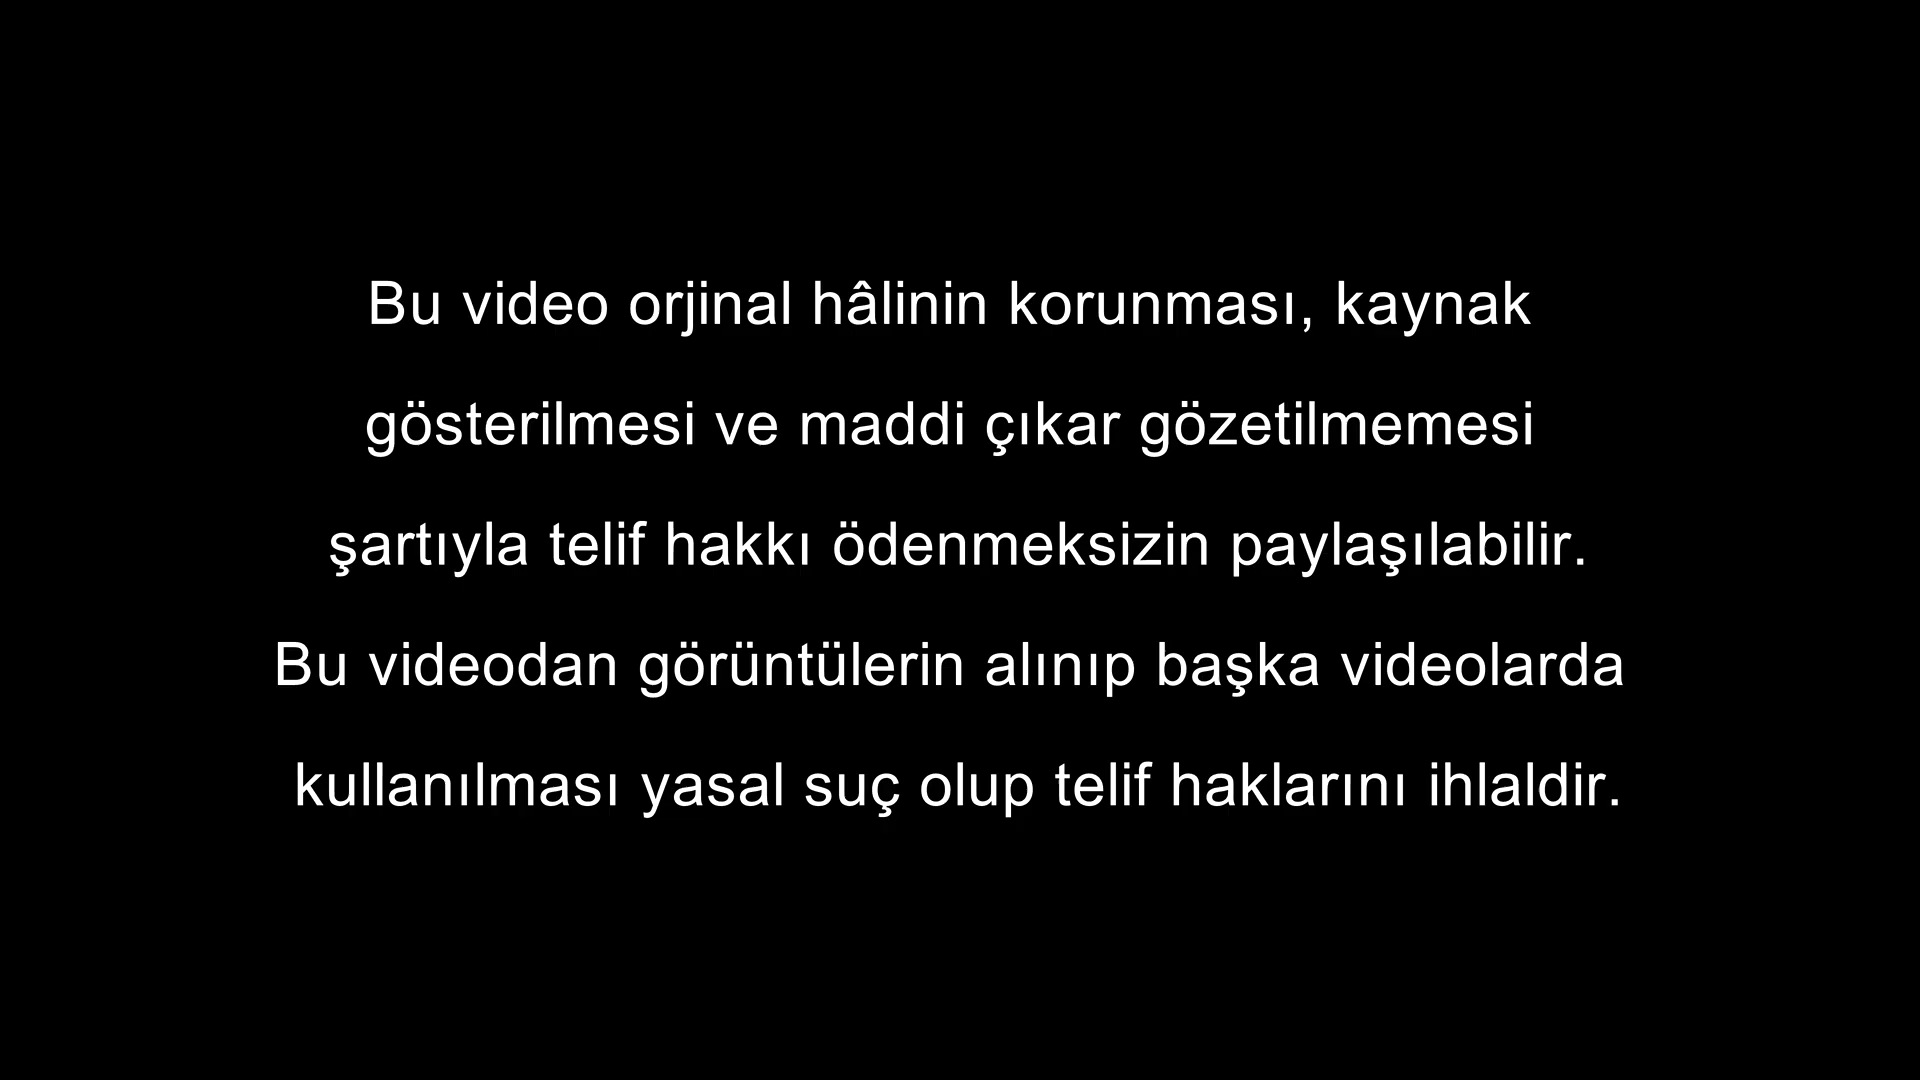 Bu video orjinal hâlinin korunması, kaynak
gösterilmesi ve maddi çıkar gözetilmemesi
şartıyla telif hakkı ödenmeksizin paylaşılabilir.
Bu videodan görüntülerin alınıp başka videolarda
kullanılması yasal suç olup telif haklarını ihlaldir.